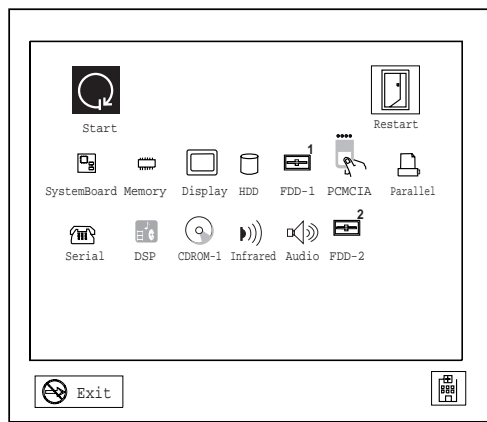 Start
Restart
1
SystemBoard Memory Display HDD FDD-1 PCMCIA Parallel
2
Serial DSP CDROM-1 Infrared Audio FDD-2
Exit